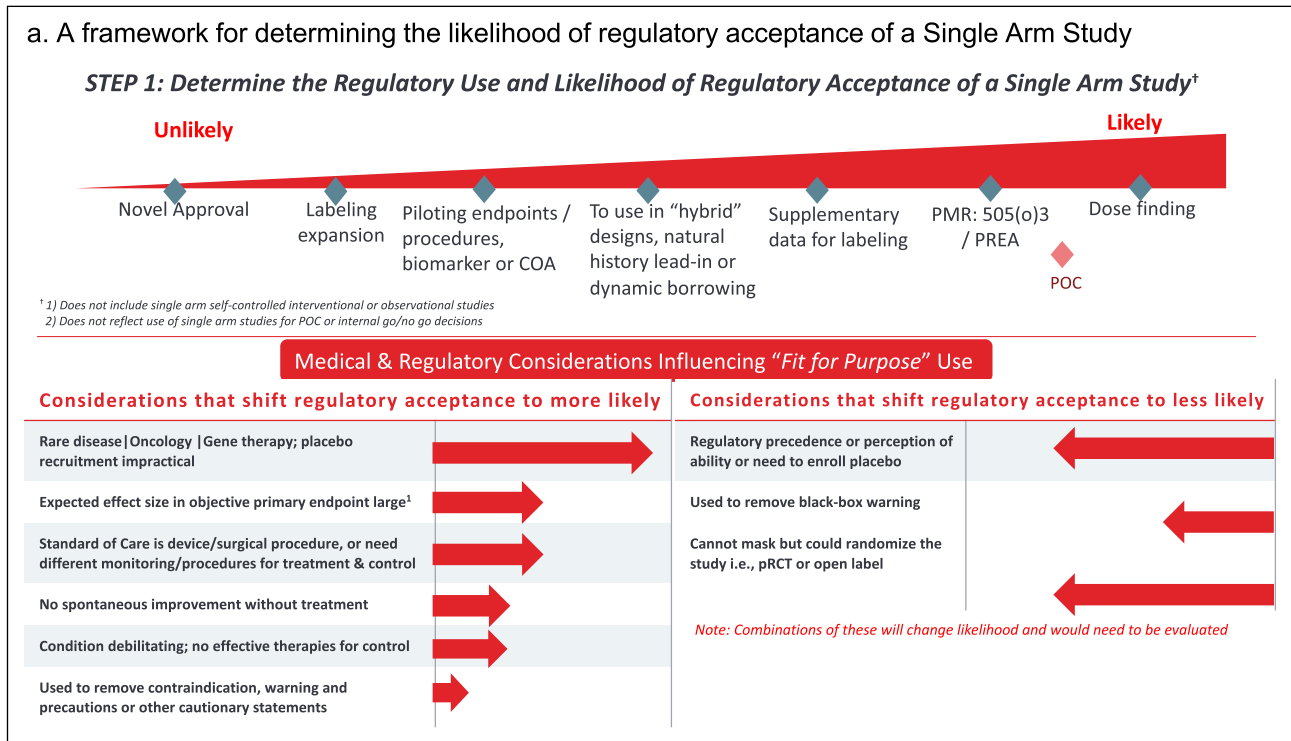 a. A framework for determining the likelihood of regulatory acceptance of a Single Arm Study
STEP 1: Determine the Regulatory Use and Likelihood of Regulatory Acceptance of a Single Arm Study†
Unlikely
Likely
Novel Approval
Labeling
expansion
Piloting endpoints /
procedures,
biomarker or COA
To use in “hybrid”
designs, natural
history lead-in or
dynamic borrowing
Supplementary
data for labeling
PMR: 505(o)3
/ PREA
Dose finding
POC
† 1) Does not include single arm self-controlled interventional or observational studies
2) Does not reflect use of single arm studies for POC or internal go/no go decisions
Medical & Regulatory Considerations Influencing “Fit for Purpose” Use
Considerations that shift regulatory acceptance to more likely
Rare disease|Oncology |Gene therapy; placebo
recruitment impractical
Expected effect size in objective primary endpoint large1
Standard of Care is device/surgical procedure, or need
different monitoring/procedures for treatment & control
No spontaneous improvement without treatment
Condition debilitating; no effective therapies for control
Used to remove contraindication, warning and
precautions or other cautionary statements
Considerations that shift regulatory acceptance to less likely
Regulatory precedence or perception of
ability or need to enroll placebo
Used to remove black-box warning
Cannot mask but could randomize the
study i.e., pRCT or open label
Note: Combinations of these will change likelihood and would need to be evaluated